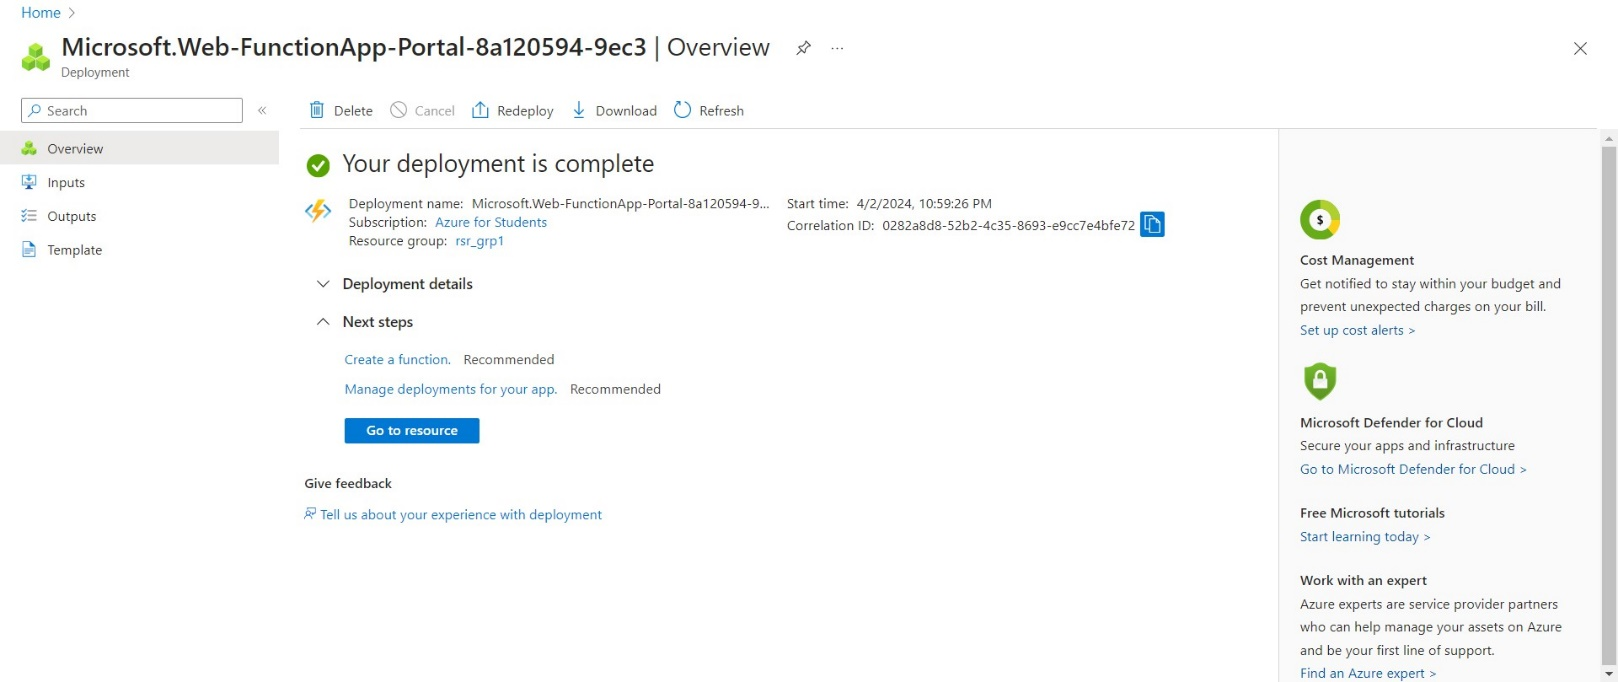 Home >
Microsoft.Web-FunctionApp-Portal-8a120594-9ec3 | Overview ...
Deployment
Search «
Overview
Inputs
Outputs
Template
Delete Cancel Redeploy Download Refresh
Your deployment is complete
Deployment name: Microsoft.Web-FunctionApp-Portal-8a120594-9...
Subscription: Azure for Students
Resource group: rsr_grp1
Start time: 4/2/2024, 10:59:26 PM
Correlation ID: 0282a8d8-52b2-4c35-8693-e9cc7e4bfe72
Deployment details
Next steps
Create a function. Recommended
Manage deployments for your app. Recommended
Go to resource
Give feedback
Tell us about your experience with deployment
$
Cost Management
Get notified to stay within your budget and
prevent unexpected charges on your bill.
Set up cost alerts >
Microsoft Defender for Cloud
Secure your apps and infrastructure
Go to Microsoft Defender for Cloud >
Free Microsoft tutorials
Start learning today >
Work with an expert
Azure experts are service provider partners
who can help manage your assets on Azure
and be your first line of support.
Find an Azure expert >